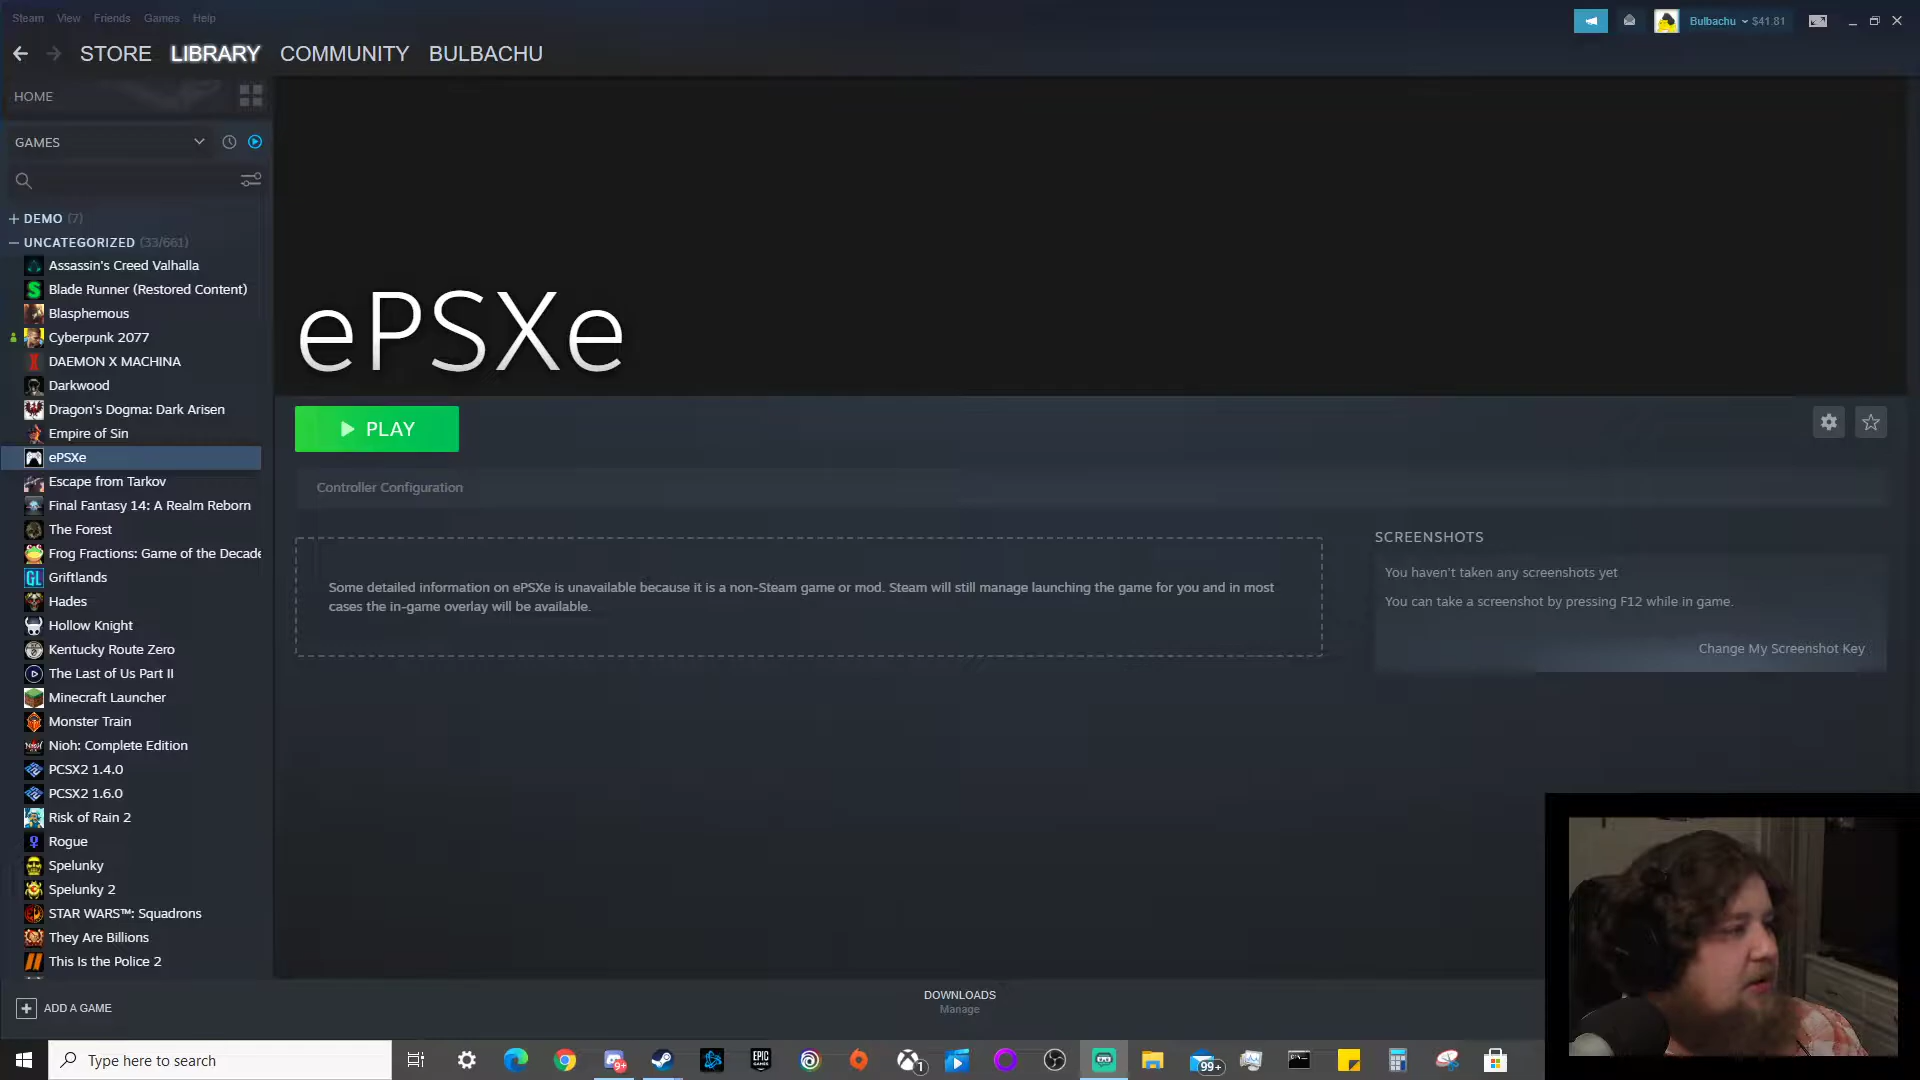 Steam View Friends Games Help
Bulbachu $41.81
STORE LIBRARY COMMUNITY BULBACHU
HOME
GAMES
+ DEMO (7)
— UNCATEGORIZED (33/661)
Assassin's Creed Valhalla
Blade Runner (Restored Content)
Blasphemous
Cyberpunk 2077
DAEMON X MACHINA
Darkwood
Dragon's Dogma: Dark Arisen
Empire of Sin
ePSXe
Escape from Tarkov
Final Fantasy 14: A Realm Reborn
The Forest
Frog Fractions: Game of the Decade
Griftlands
Hades
Hollow Knight
Kentucky Route Zero
The Last of Us Part II
Minecraft Launcher
Monster Train
Nioh: Complete Edition
PCSX2 1.4.0
PCSX2 1.6.0
Risk of Rain 2
Rogue
Spelunky
Spelunky 2
STAR WARS™: Squadrons
They Are Billions
This Is the Police 2
ADD A GAME
ePSXe
PLAY
Controller Configuration
Some detailed information on ePSXe is unavailable because it is a non-Steam game or mod. Steam will still manage launching the game for you and in most
cases the in-game overlay will be available.
SCREENSHOTS
You haven't taken any screenshots yet
You can take a screenshot by pressing F12 while in game.
Change My Screenshot Key
DOWNLOADS
Manage
Type here to search
9+
EPIC GAMES
1
99+